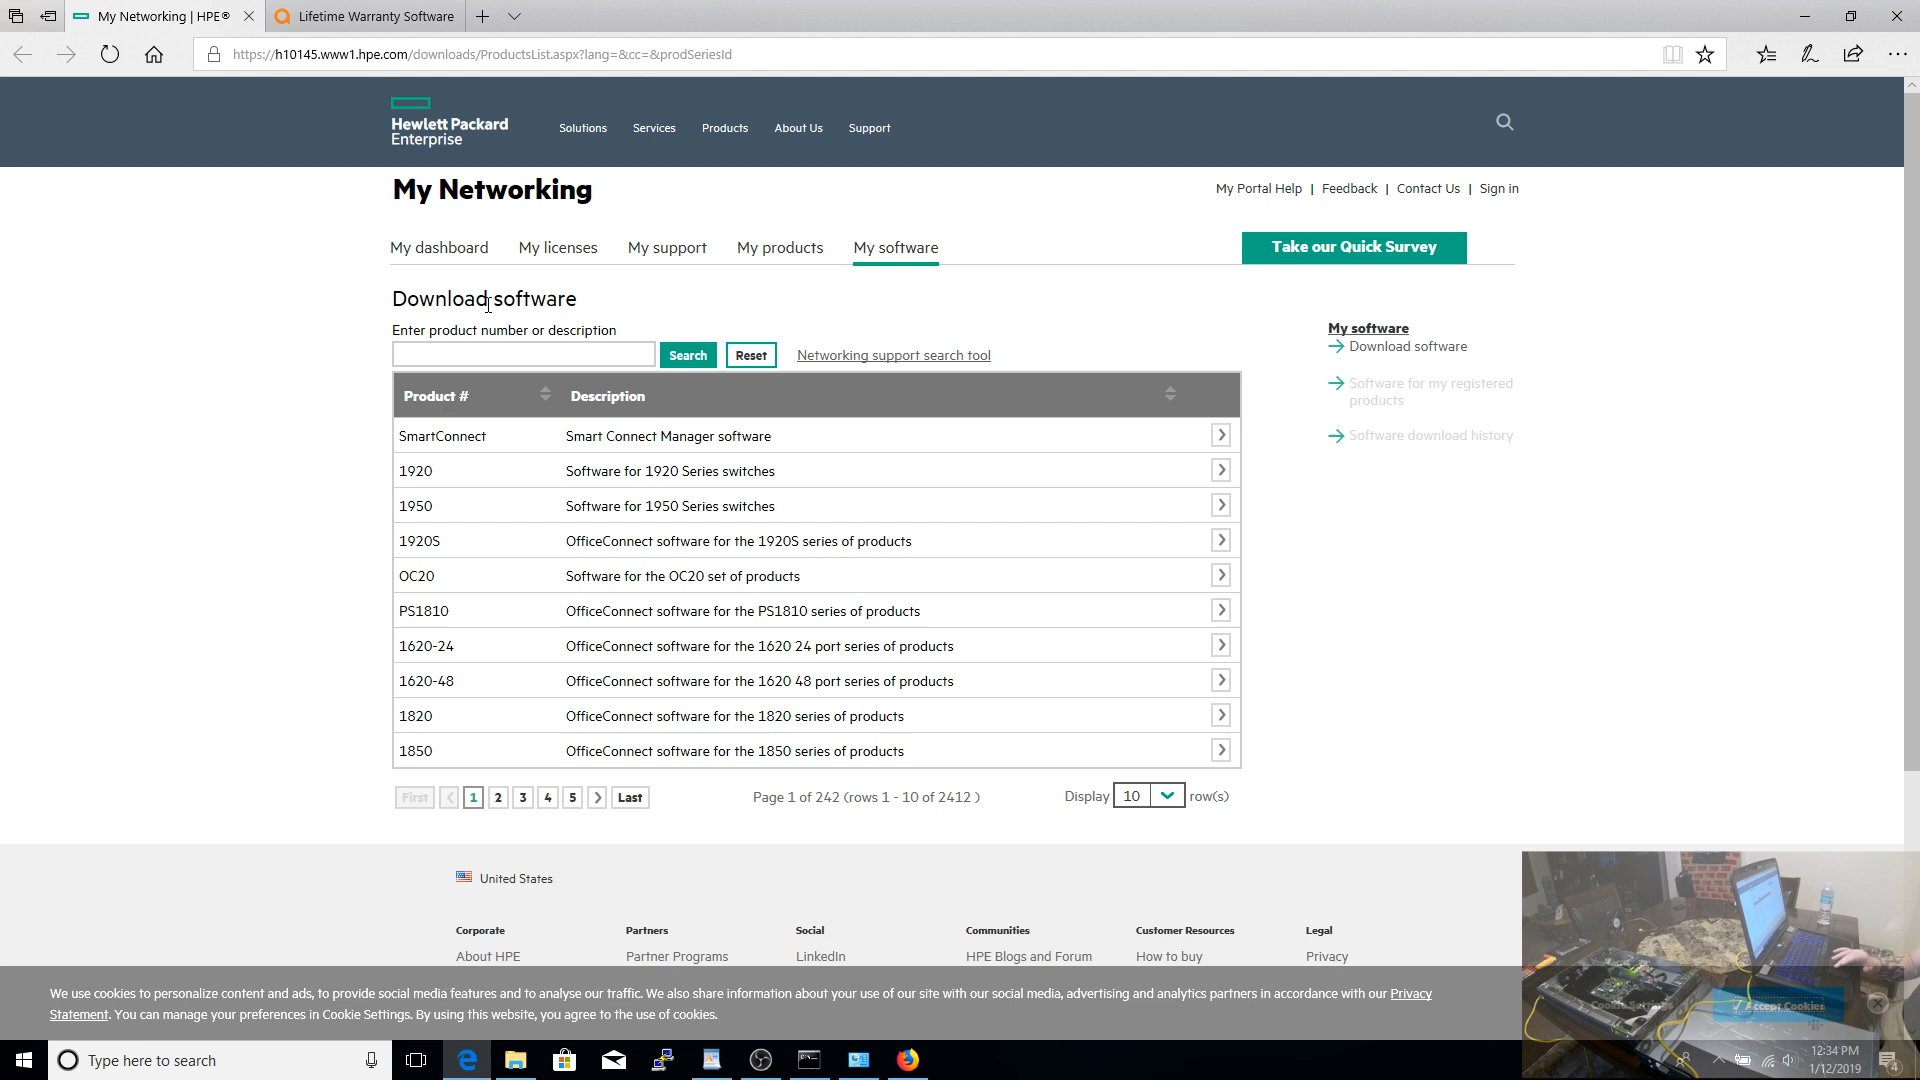 My Networking | HPE®
Lifetime Warranty Software
https://h10145.www1.hpe.com/downloads/ProductsList.aspx?lang=&cc=&prodSeriesId
Hewlett Packard
Enterprise
Solutions
Services
Products
About Us
Support
My Networking
My Portal Help | Feedback | Contact Us | Sign in
My dashboard
My licenses
My support
My products
My software
Take our Quick Survey
Download software
Enter product number or description
Search
Reset
Networking support search tool
Product #
Description
SmartConnect Smart Connect Manager software
1920 Software for 1920 Series switches
1950 Software for 1950 Series switches
1920S OfficeConnect software for the 1920S series of products
OC20 Software for the OC20 set of products
PS1810 OfficeConnect software for the PS1810 series of products
1620-24 OfficeConnect software for the 1620 24 port series of products
1620-48 OfficeConnect software for the 1620 48 port series of products
1820 OfficeConnect software for the 1820 series of products
1850 OfficeConnect software for the 1850 series of products
First 1 2 3 4 5 Last
Page 1 of 242 (rows 1 - 10 of 2412 )
Display 10 row(s)
My software
Download software
Software for my registered
products
Software download history
United States
Corporate
Partners
Social
Communities
Customer Resources
Legal
About HPE
Partner Programs
LinkedIn
HPE Blogs and Forum
How to buy
Privacy
We use cookies to personalize content and ads, to provide social media features and to analyse our traffic. We also share information about your use of our site with our social media, advertising and analytics partners in accordance with our Privacy
Statement. You can manage your preferences in Cookie Settings. By using this website, you agree to the use of cookies.
Cookie Settings
✓ Accept Cookies
Type here to search
12:34 PM
1/12/2019
4